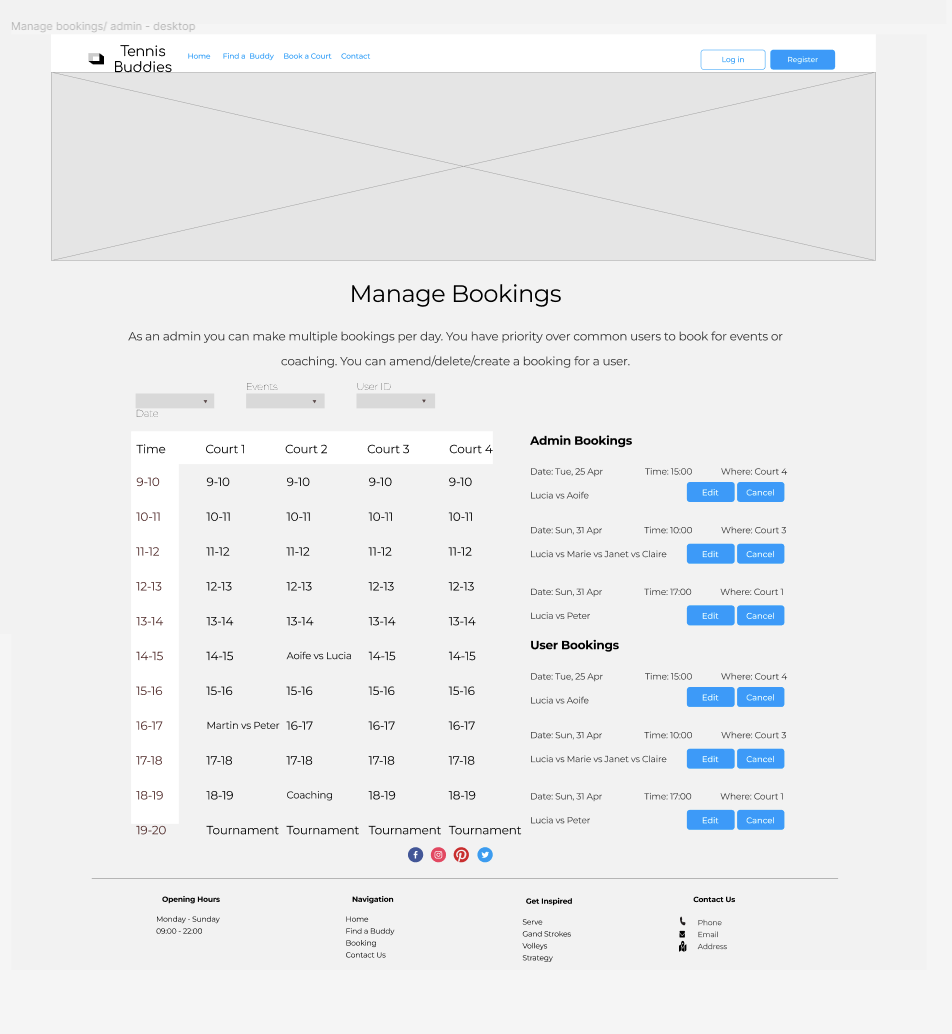 Manage bookings/ admin - desktop
Tennis
Buddies
Home Find a Buddy Book a Court Contact
Log in Register
Manage Bookings
As an admin you can make multiple bookings per day. You have priority over common users to book for events or
coaching. You can amend/delete/create a booking for a user.
Events User ID
Date
Time Court 1 Court 2 Court 3 Court 4
9-10 9-10 9-10 9-10 9-10
10-11 10-11 10-11 10-11 10-11
11-12 11-12 11-12 11-12 11-12
12-13 12-13 12-13 12-13 12-13
13-14 13-14 13-14 13-14 13-14
14-15 14-15 Aoife vs Lucia 14-15 14-15
15-16 15-16 15-16 15-16 15-16
16-17 Martin vs Peter 16-17 16-17 16-17
17-18 17-18 17-18 17-18 17-18
18-19 18-19 Coaching 18-19 18-19
19-20 Tournament Tournament Tournament Tournament
Admin Bookings
Date: Tue, 25 Apr Time: 15:00 Where: Court 4
Lucia vs Aoife Edit Cancel
Date: Sun, 31 Apr Time: 10:00 Where: Court 3
Lucia vs Marie vs Janet vs Claire Edit Cancel
Date: Sun, 31 Apr Time: 17:00 Where: Court 1
Lucia vs Peter Edit Cancel
User Bookings
Date: Tue, 25 Apr Time: 15:00 Where: Court 4
Lucia vs Aoife Edit Cancel
Date: Sun, 31 Apr Time: 10:00 Where: Court 3
Lucia vs Marie vs Janet vs Claire Edit Cancel
Date: Sun, 31 Apr Time: 17:00 Where: Court 1
Lucia vs Peter Edit Cancel
Opening Hours
Monday - Sunday
09:00 - 22:00
Navigation
Home
Find a Buddy
Booking
Contact Us
Get Inspired
Serve
Gand Strokes
Volleys
Strategy
Contact Us
Phone
Email
Address